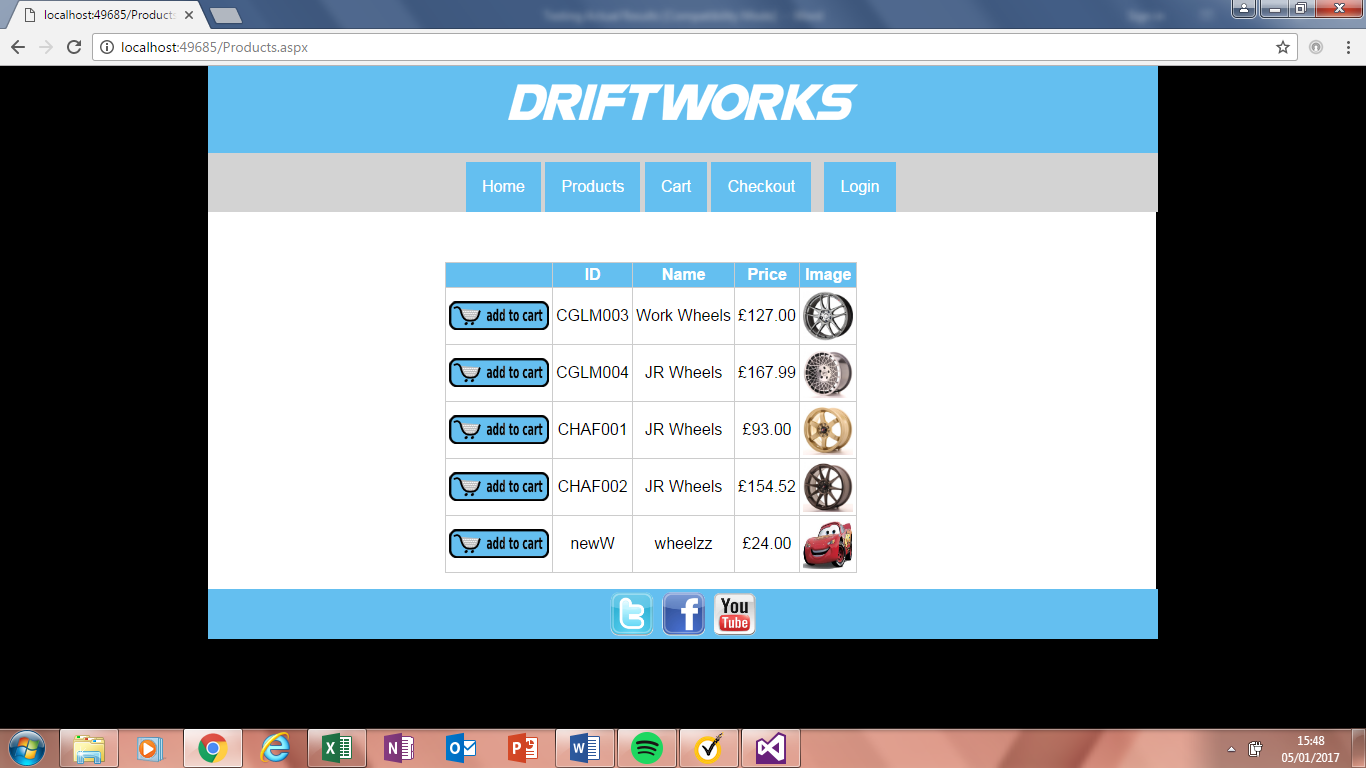 localhost:49685/Product
localhost:49685/Products.aspx
DRIFTWORKS
Home Products Cart Checkout Login
ID Name Price Image
add to cart CGLM003 Work Wheels £127.00
add to cart CGLM004 JR Wheels £167.99
add to cart CHAF001 JR Wheels £93.00
add to cart CHAF002 JR Wheels £154.52
add to cart newW wheelzz £24.00
t f You Tube
15:48
05/01/2017